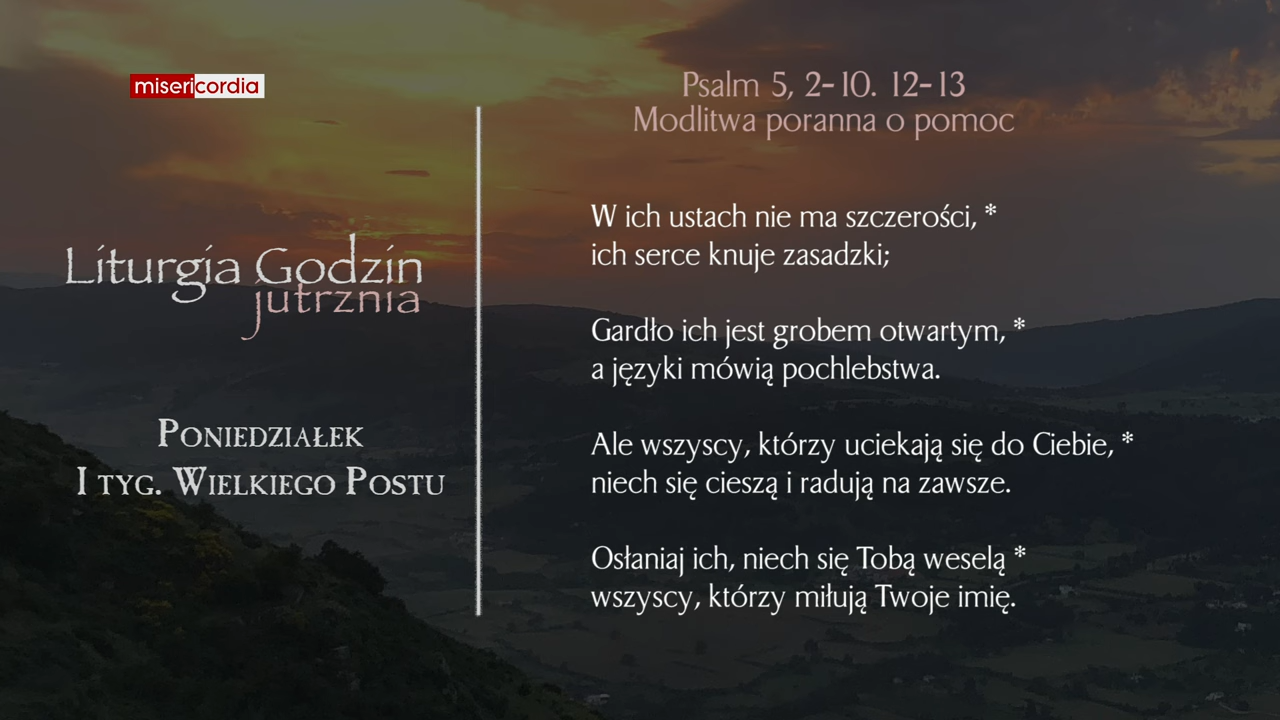 misericordia
Liturgia Godzin
jutrznia
Poniedziałek
I tyg. Wielkiego Postu
Psalm 5, 2-10. 12-13
Modlitwa poranna o pomoc
W ich ustach nie ma szczerości, *
ich serce knuje zasadzki;
Gardło ich jest grobem otwartym, *
a języki mówią pochlebstwa.
Ale wszyscy, którzy uciekają się do Ciebie, *
niech się cieszą i radują na zawsze.
Osłaniaj ich, niech się Tobą weselą *
wszyscy, którzy miłują Twoje imię.